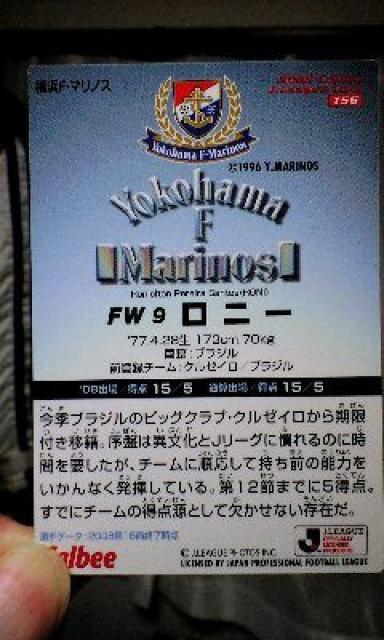 横浜F・マリノス
156
Yokohama F·Marinos
©1996 Y.MARINOS
Yokohama
F
Marinos
FW 9 ロニー
'77.4.28生 173cm 70kg
国籍:ブラジル
前登録チーム:クルゼイロ/ブラジル
'08出場/得点 15/5 通算出場/得点 15/5
今季ブラジルのビッグクラブ・クルゼイロから期限
付き移籍。序盤は異文化とJリーグに慣れるのに時
間を要したが、チームに順応して持ち前の能力を
いかんなく発揮している。第12節までに5得点。
すでにチームの得点源として欠かせない存在だ。
Calbee
© J.LEAGUE PHOTOS INC.
LICENSED BY JAPAN PROFESSIONAL FOOTBALL LEAGUE
J.LEAGUE